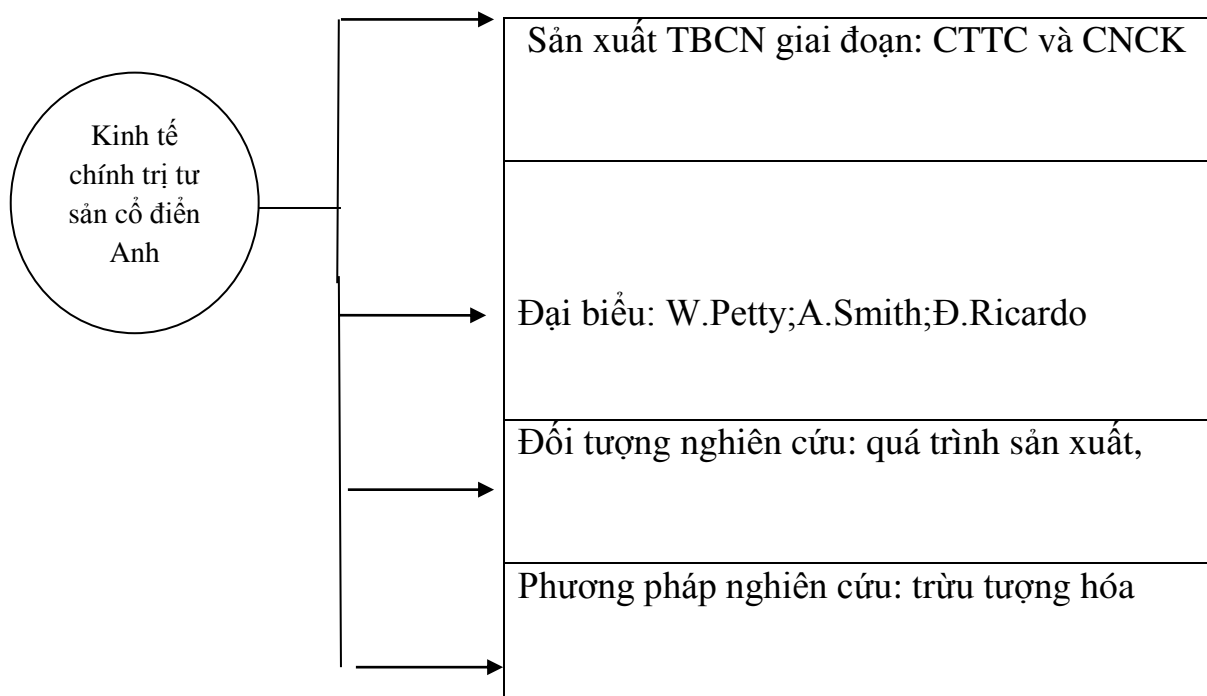 Kinh tế
chính trị tư
sản cổ điển
Anh
Sản xuất TBCN giai đoạn: CTTC và CNCK
Đại biểu: W.Petty;A.Smith;Đ.Ricardo
Đối tượng nghiên cứu: quá trình sản xuất,
Phương pháp nghiên cứu: trừu tượng hóa